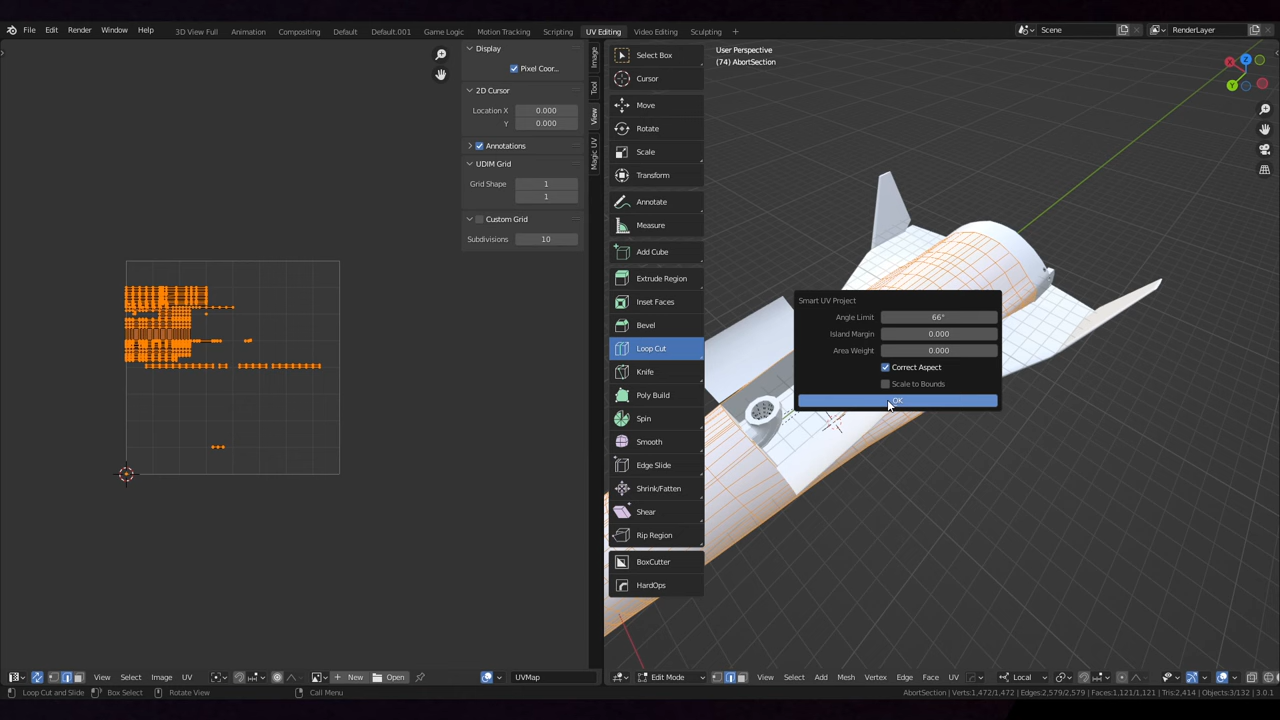 File Edit Render Window Help
3D View Full Animation Compositing Default Default.001 Game Logic Motion Tracking Scripting UV Editing Video Editing Sculpting +
Scene RenderLayer
Display
Pixel Coor...
2D Cursor
Location X 0.000
Y 0.000
Annotations
UDIM Grid
Grid Shape 1
1
Custom Grid
Subdivisions 10
Image
Tool
View
Magic UV
Select Box
Cursor
Move
Rotate
Scale
Transform
Annotate
Measure
Add Cube
Extrude Region
Inset Faces
Bevel
Loop Cut
Knife
Poly Build
Spin
Smooth
Edge Slide
Shrink/Fatten
Shear
Rip Region
BoxCutter
HardOps
User Perspective
(74) AbortSection
Z
X
Y
Smart UV Project
Angle Limit 66°
Island Margin 0.000
Area Weight 0.000
Correct Aspect
Scale to Bounds
OK
View Select Image UV New Open UVMap
Edit Mode View Select Add Mesh Vertex Edge Face UV Local
Loop Cut and Slide Box Select Rotate View Call Menu
AbortSection | Verts:1,472/1,472 | Edges:2,579/2,579 | Faces:1,121/1,121 | Tris:2,414 | Objects:3/132 | 3.0.1